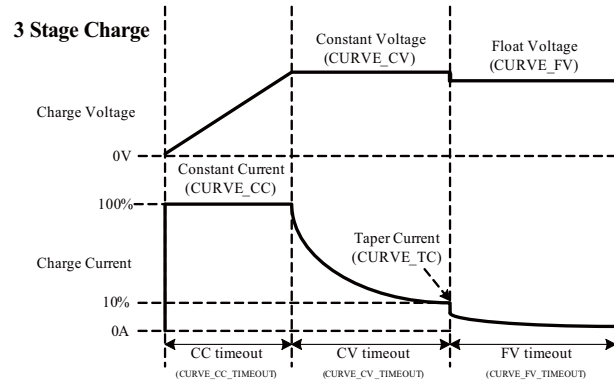 3 Stage Charge
Constant Voltage
(CURVE_CV)
Float Voltage
(CURVE_FV)
Charge Voltage
0V
Constant Current
(CURVE_CC)
100%
Taper Current
(CURVE_TC)
Charge Current
10%
0A
CC timeout
(CURVE_CC_TIMEOUT)
CV timeout
(CURVE_CV_TIMEOUT)
FV timeout
(CURVE_FV_TIMEOUT)